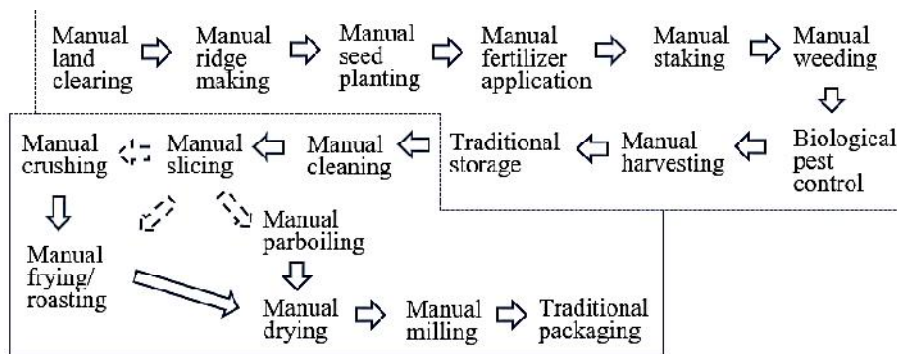 Manual
land
clearing
Manual
ridge
making
Manual
seed
planting
Manual
fertilizer
application
Manual
staking
Manual
weeding
Manual
crushing
Manual
slicing
Manual
cleaning
Traditional
storage
Manual
harvesting
Biological
pest
control
Manual
frying/
roasting
Manual
parboiling
Manual
drying
Manual
milling
Traditional
packaging